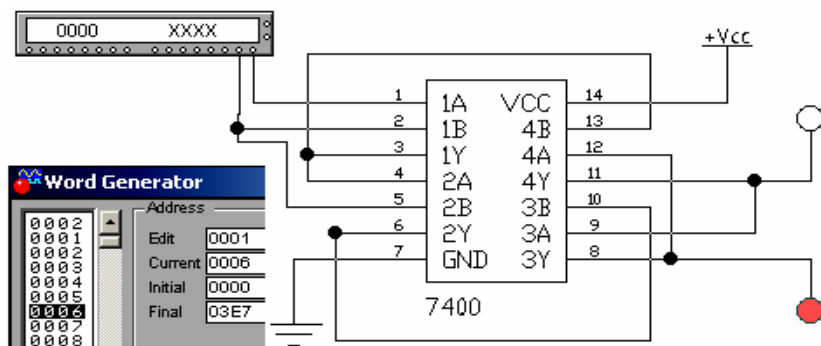 0000 XXXX
+Vcc
1 1A VCC 14
2 1B 4B 13
3 1Y 4A 12
4 2A 4Y 11
5 2B 3B 10
6 2Y 3A 9
7 GND 3Y 8
7400
Word Generator
Address
Edit 0001
Current 0006
Initial 0000
Final 03E7
0002
0001
0002
0003
0004
0005
0006
0007
0008